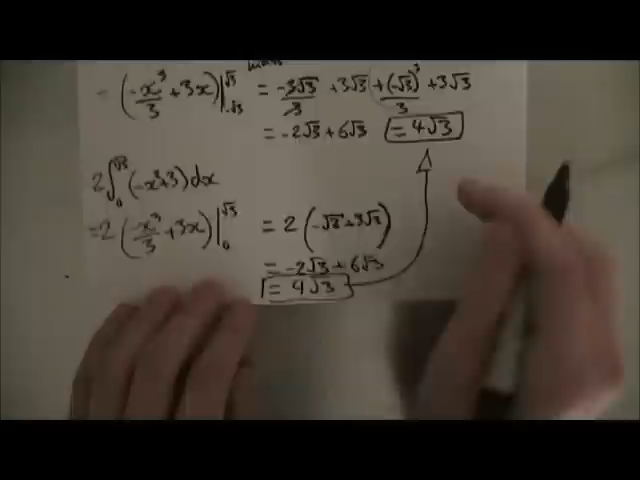 = (-x³/3 + 3x)|√3 -√3 = -3√3/3 + 3√3 + (-√3)³/3 + 3√3
= -2√3 + 6√3 = 4√3
2∫₀^√3 (-x²+3) dx
= 2(-x³/3 + 3x)|√3 0 = 2(-√3 + 3√3)
= -2√3 + 6√3
= 4√3